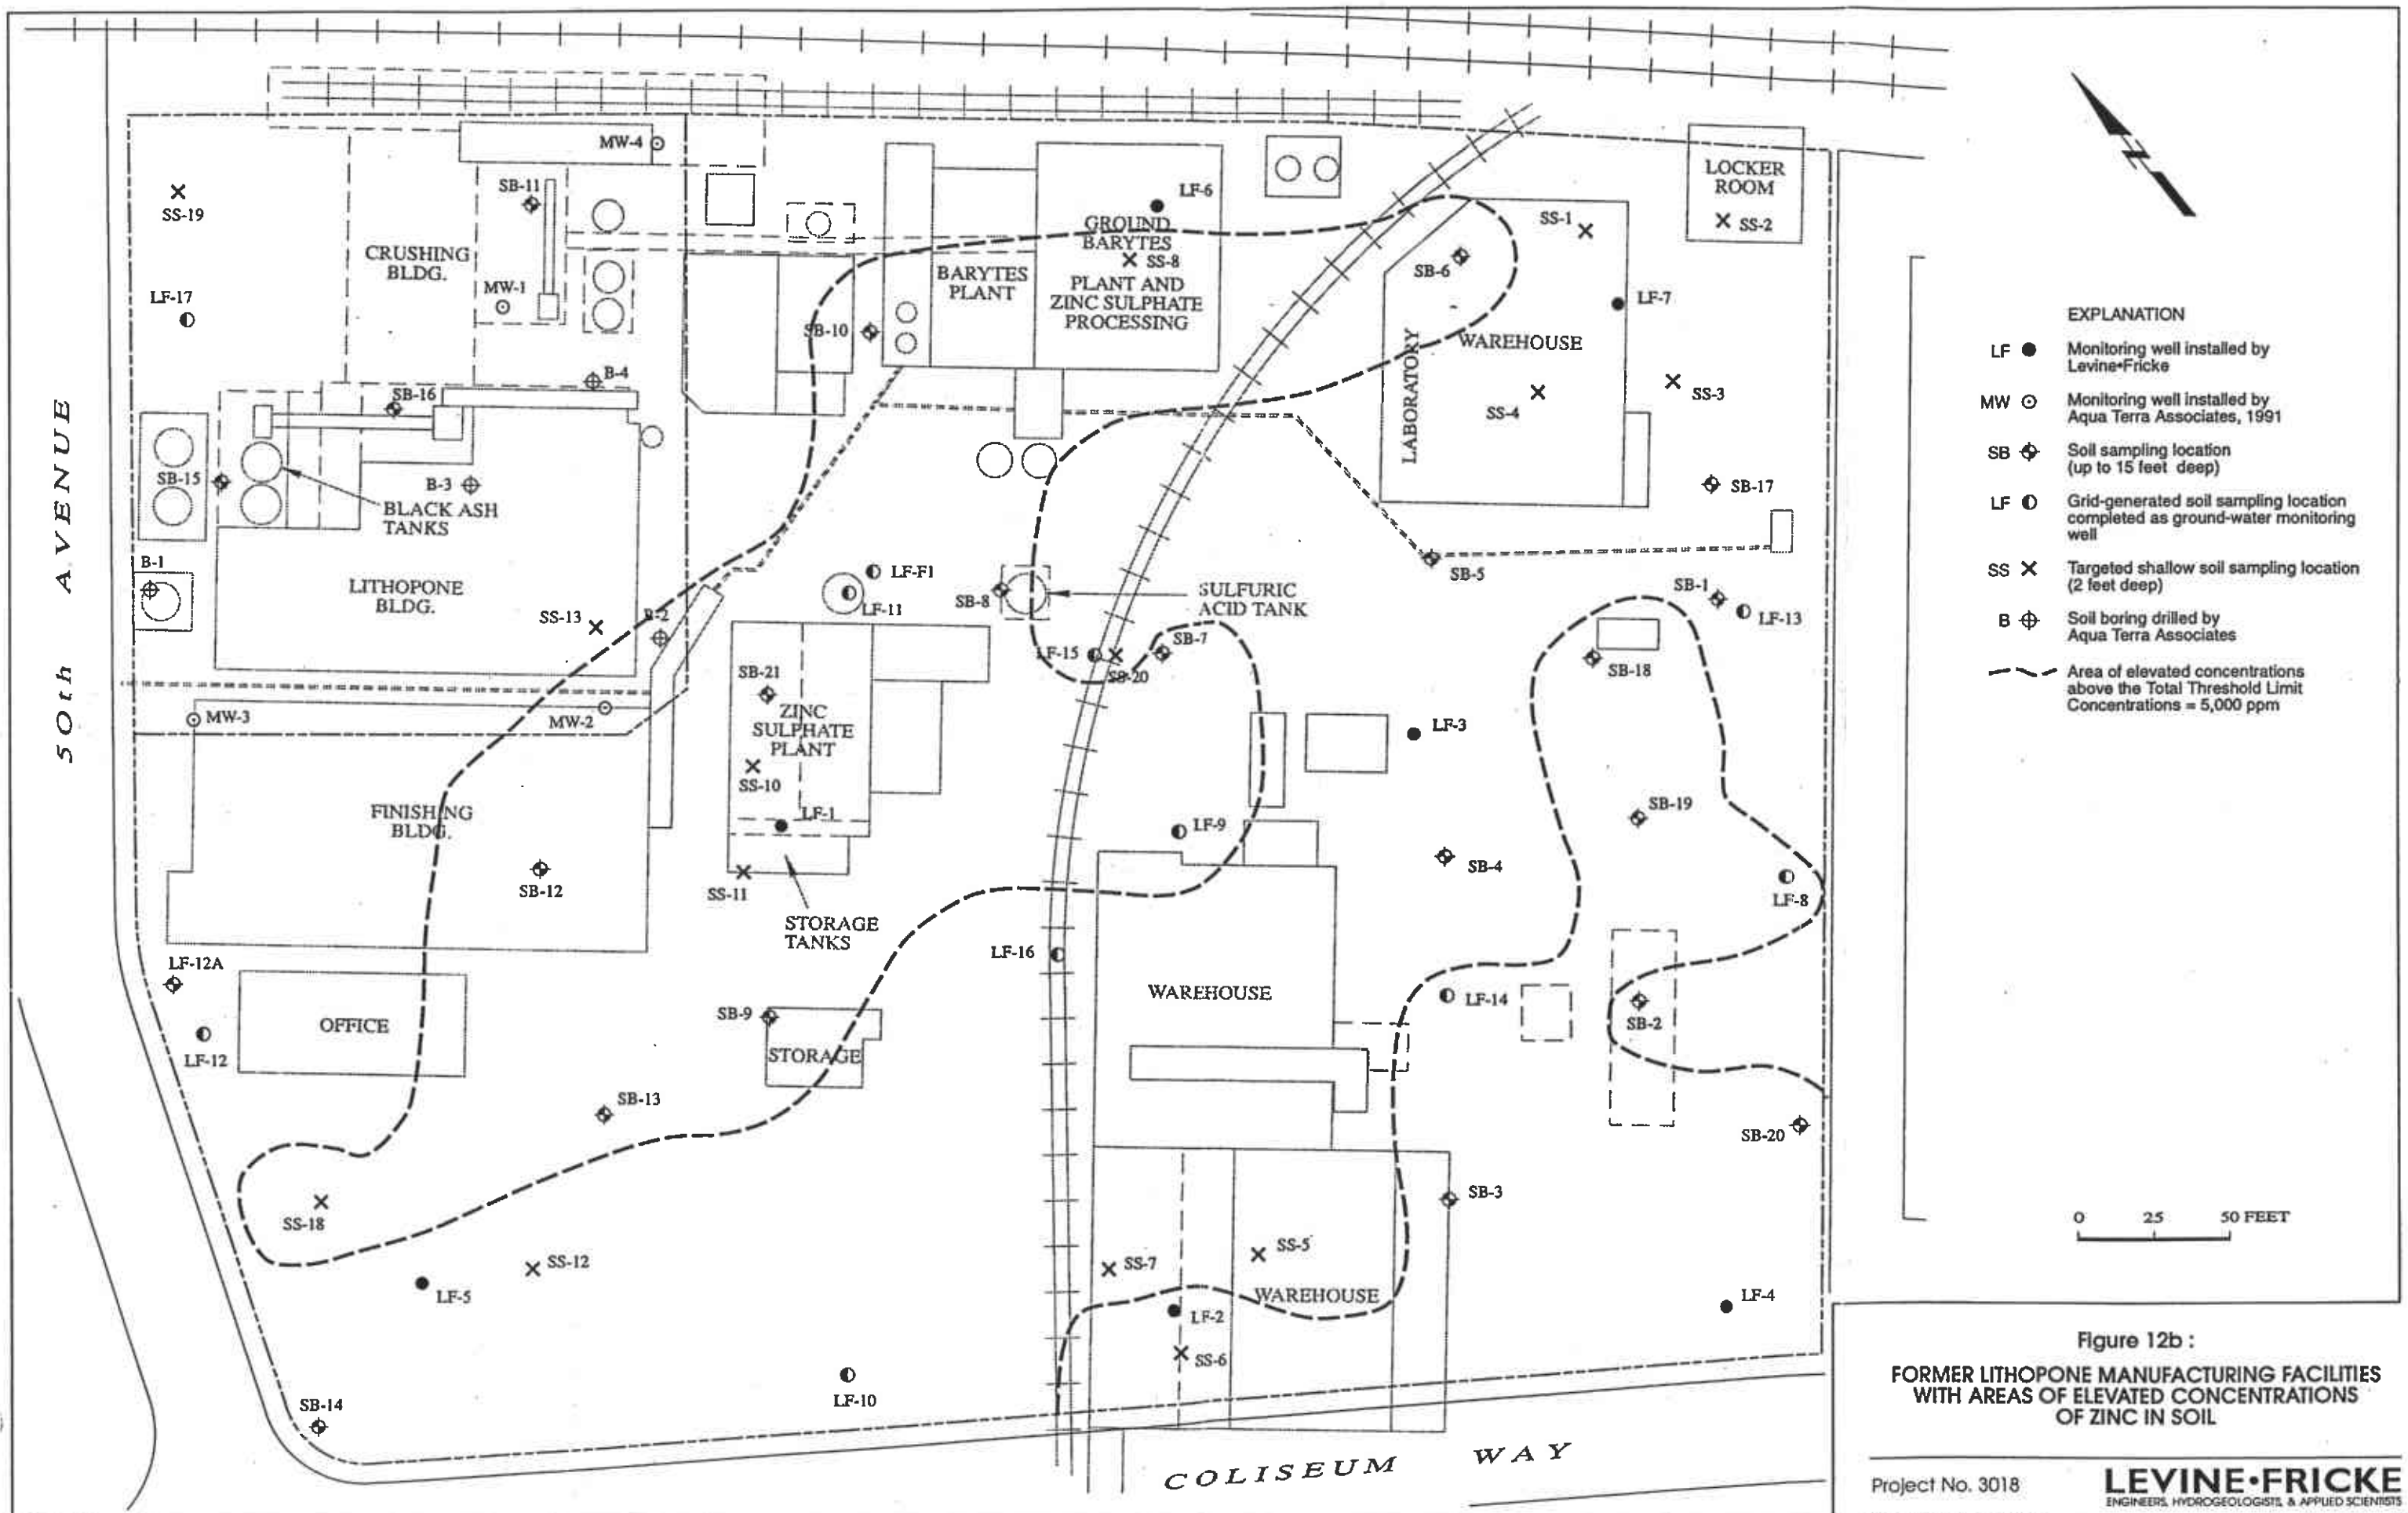 MW-4
LOCKER
ROOM
SB-11
SS-19
LF-6
SS-1
SS-2
GROUND
BARYTES
SS-8
PLANT AND
ZINC SULPHATE
PROCESSING
CRUSHING
BLDG.
BARYTES
PLANT
SB-6
MW-1
LF-17
LF-7
SB-10
WAREHOUSE
LABORATORY
B-4
SB-16
SS-3
SS-4
SB-15
B-3
SB-17
BLACK ASH
TANKS
B-1
LF-F1
SB-5
LITHOPONE
BLDG.
LF-11
SB-8
SULFURIC
ACID TANK
SB-1
LF-13
SS-13
B-2
SB-7
LF-15
SS-20
SB-18
SB-21
50th AVENUE
MW-3
MW-2
ZINC
SULPHATE
PLANT
LF-3
SS-10
FINISHING
BLDG.
LF-1
SB-19
LF-9
SB-12
SS-11
SB-4
LF-8
STORAGE
TANKS
LF-16
LF-12A
WAREHOUSE
LF-14
SB-9
SB-2
OFFICE
LF-12
STORAGE
SB-13
SB-20
SB-3
SS-18
SS-12
SS-7
SS-5
WAREHOUSE
LF-5
LF-2
LF-4
SS-6
LF-10
SB-14
COLISEUM WAY
EXPLANATION
LF Monitoring well installed by
Levine•Fricke
MW Monitoring well installed by
Aqua Terra Associates, 1991
SB Soil sampling location
(up to 15 feet deep)
LF Grid-generated soil sampling location
completed as ground-water monitoring
well
SS Targeted shallow soil sampling location
(2 feet deep)
B Soil boring drilled by
Aqua Terra Associates
Area of elevated concentrations
above the Total Threshold Limit
Concentrations = 5,000 ppm
0 25 50 FEET
Figure 12b :
FORMER LITHOPONE MANUFACTURING FACILITIES
WITH AREAS OF ELEVATED CONCENTRATIONS
OF ZINC IN SOIL
Project No. 3018
LEVINE•FRICKE
ENGINEERS, HYDROGEOLOGISTS, & APPLIED SCIENTISTS